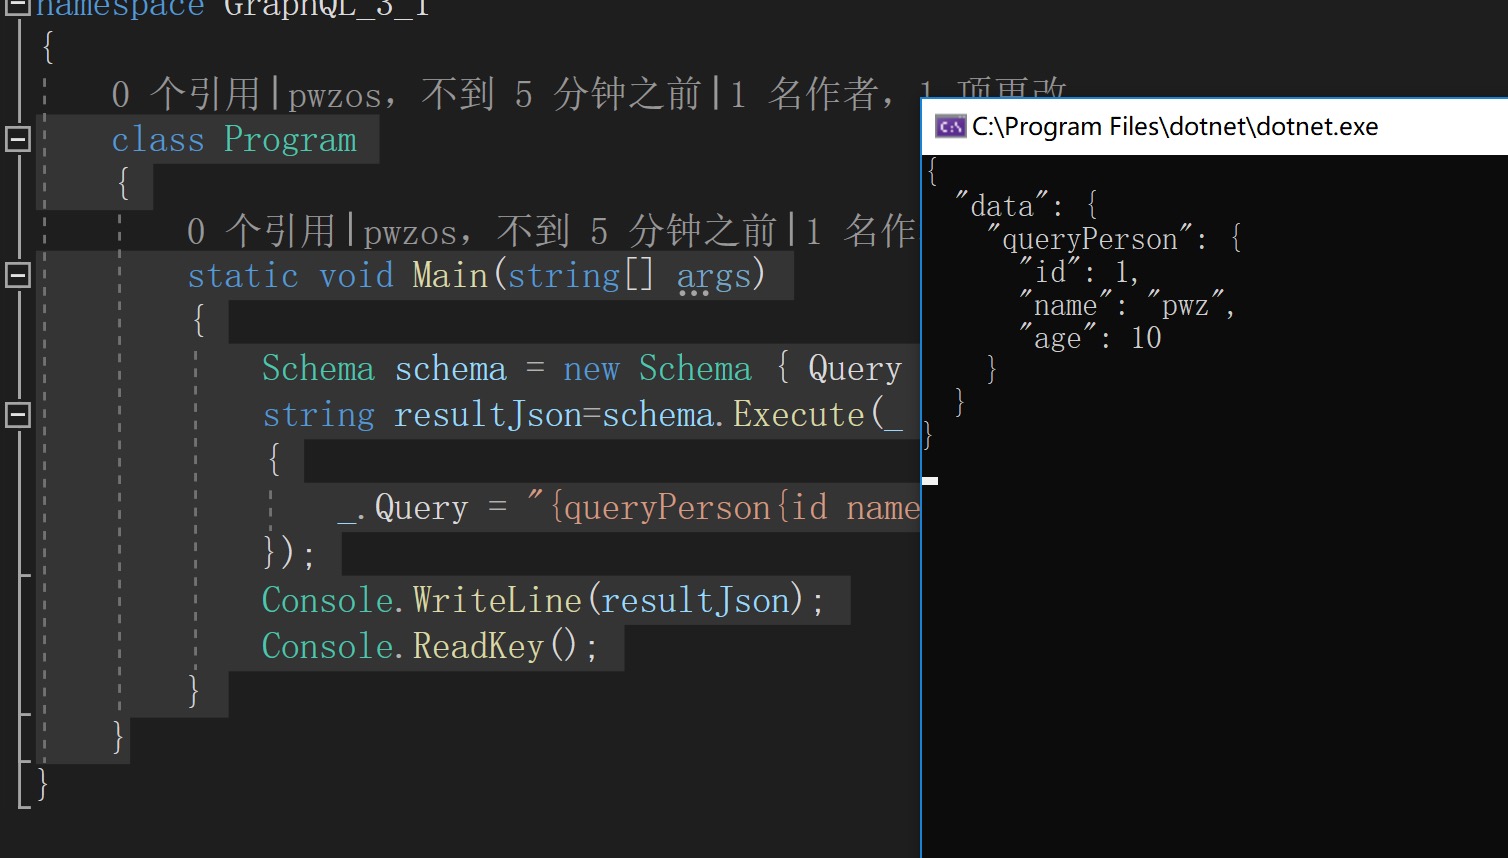 namespace GraphQL_3_1
{
0 个引用|pwzos，不到 5 分钟之前|1 名作者，1 项更改
class Program
{
0 个引用|pwzos，不到 5 分钟之前|1 名作
static void Main(string[] args)
{
Schema schema = new Schema { Query
string resultJson=schema.Execute(_
{
_.Query = "{queryPerson{id name
});
Console.WriteLine(resultJson);
Console.ReadKey();
}
}
}
C:\Program Files\dotnet\dotnet.exe
{
"data": {
"queryPerson": {
"id": 1,
"name": "pwz",
"age": 10
}
}
}